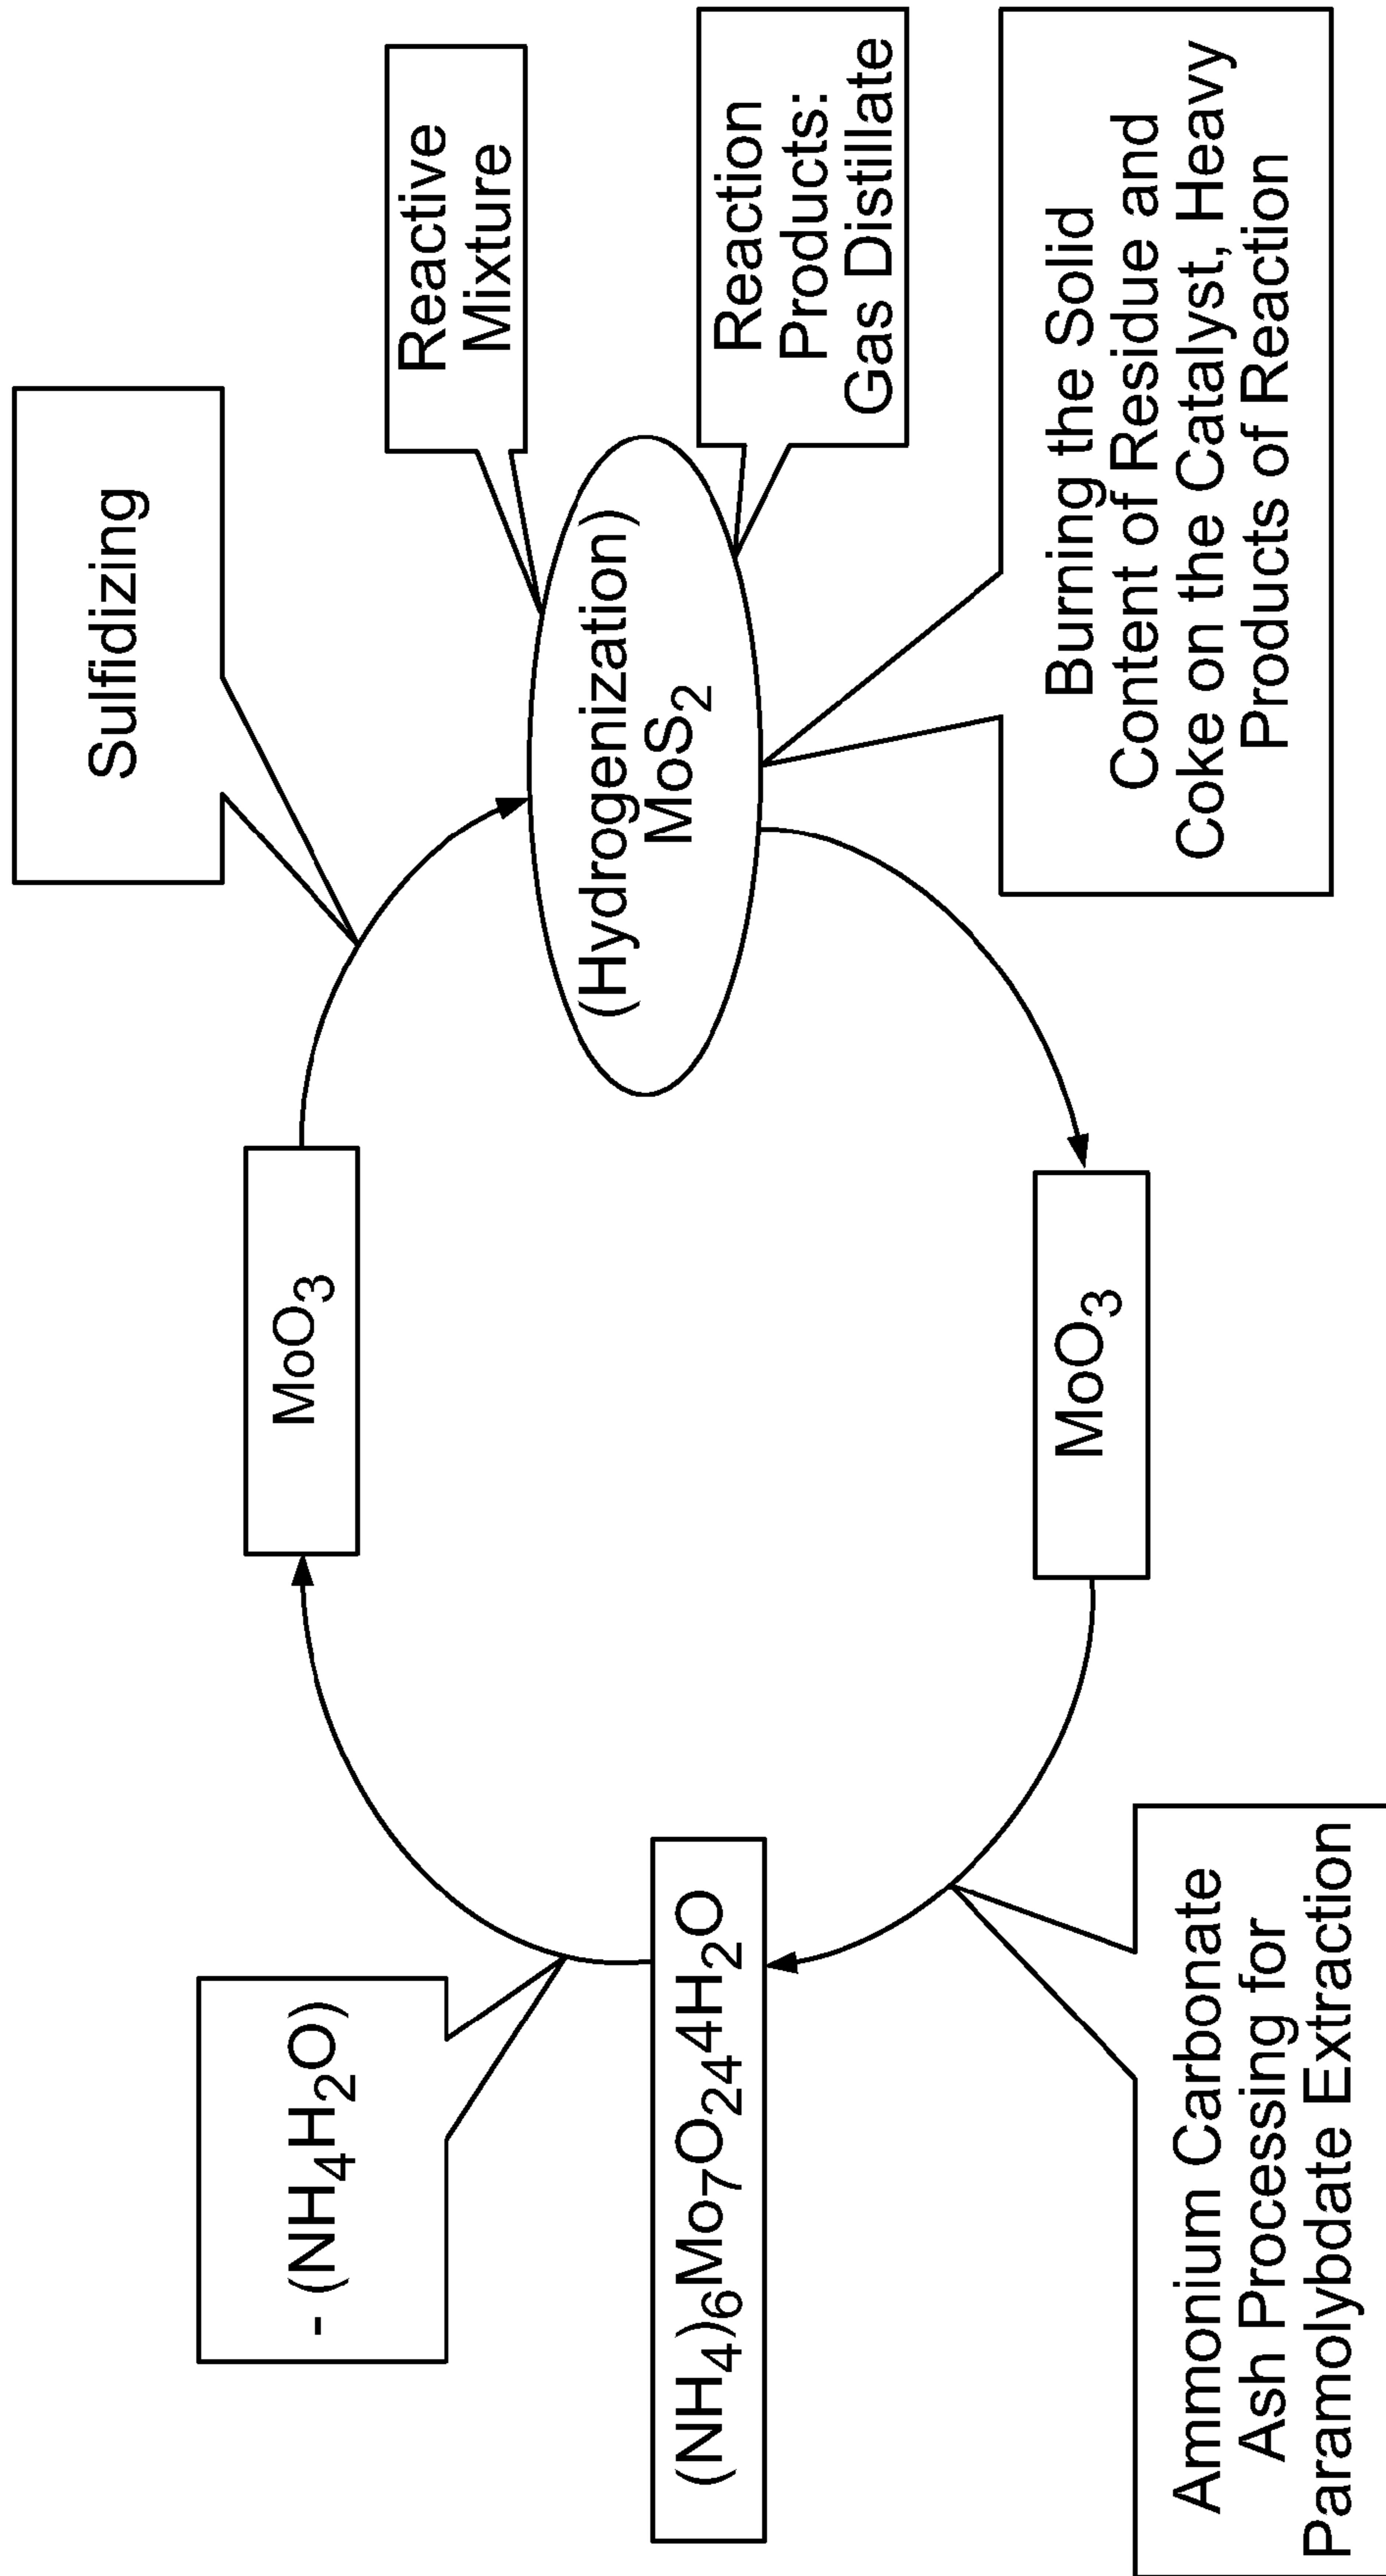 Sulfidizing
Reactive
Mixture
MoO₃
(Hydrogenization)
MoS₂
Reaction
Products:
Gas Distillate
- (NH₄H₂O)
(NH₄)₆Mo₇O₂₄4H₂O
MoO₃
Burning the Solid
Content of Residue and
Coke on the Catalyst, Heavy
Products of Reaction
Ammonium Carbonate
Ash Processing for
Paramolybdate Extraction